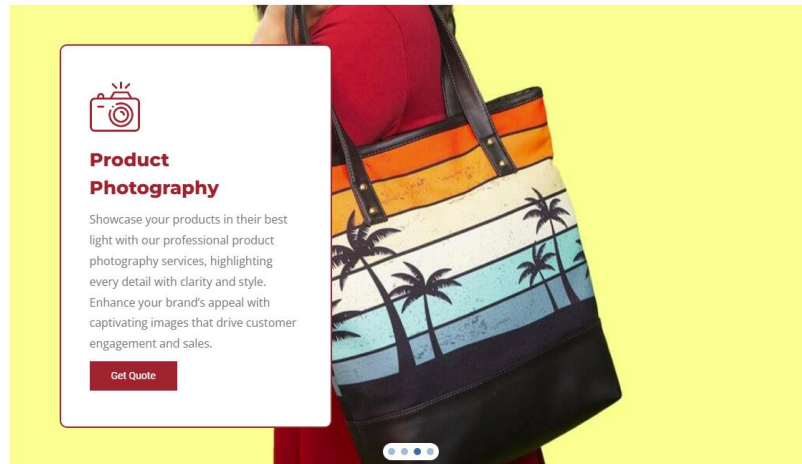 Product
Photography
Showcase your products in their best
light with our professional product
photography services, highlighting
every detail with clarity and style.
Enhance your brand’s appeal with
captivating images that drive customer
engagement and sales.
Get Quote